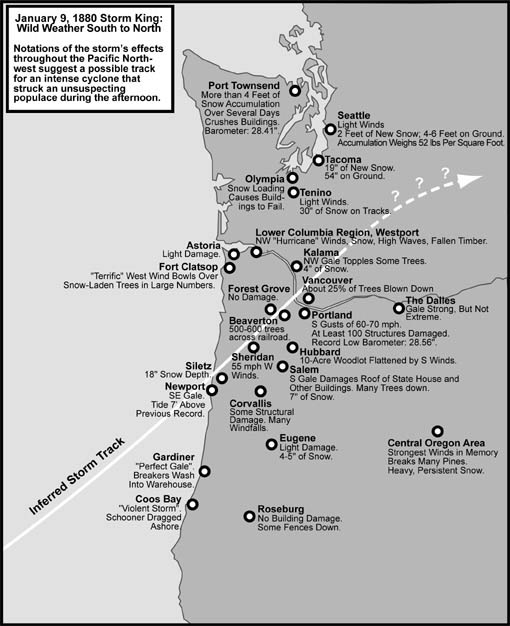 January 9, 1880 Storm King:
Wild Weather South to North
Notations of the storm's effects
throughout the Pacific North-
west suggest a possible track
for an intense cyclone that
struck an unsuspecting
populace during the afternoon.
Port Townsend
More than 4 Feet of
Snow Accumulation
Over Several Days
Crushes Buildings.
Barometer: 28.41".
Seattle
Light Winds
2 Feet of New Snow; 4-6 Feet on Ground.
Accumulation Weighs 52 lbs Per Square Foot.
Tacoma
19" of New Snow.
54" on Ground.
Olympia
Snow Loading
Causes Build-
ings to Fail.
Tenino
Light Winds.
30" of Snow on Tracks.
? ? ?
Lower Columbia Region, Westport
NW "Hurricane" Winds, Snow, High Waves, Fallen Timber.
Astoria
Light Damage.
Kalama
NW Gale Topples Some Trees.
4" of Snow.
Fort Clatsop
"Terrific" West Wind Bowls Over
Snow-Laden Trees in Large Numbers.
Vancouver
About 25% of Trees Blown Down
Forest Grove
No Damage.
The Dalles
Gale Strong, But Not
Extreme.
Beaverton
500-600 trees
across railroad.
Portland
S Gusts of 60-70 mph.
At Least 100 Structures Damaged.
Record Low Barometer: 28.56".
Sheridan
55 mph W
Winds.
Hubbard
10-Acre Woodlot Flattened by S Winds.
Siletz
18" Snow Depth
Salem
S Gale Damages Roof of State House and
Other Buildings. Many Trees down.
7" of Snow.
Newport
SE Gale.
Tide 7' Above
Previous Record.
Corvallis
Some Structural
Damage. Many
Windfalls.
Eugene
Light Damage.
4-5" of Snow.
Central Oregon Area
Strongest Winds in Memory
Breaks Many Pines.
Heavy, Persistent Snow.
Inferred Storm Track
Gardiner
"Perfect Gale".
Breakers Wash
Into Warehouse.
Coos Bay
"Violent Storm".
Schooner Dragged
Ashore.
Roseburg
No Building Damage.
Some Fences Down.